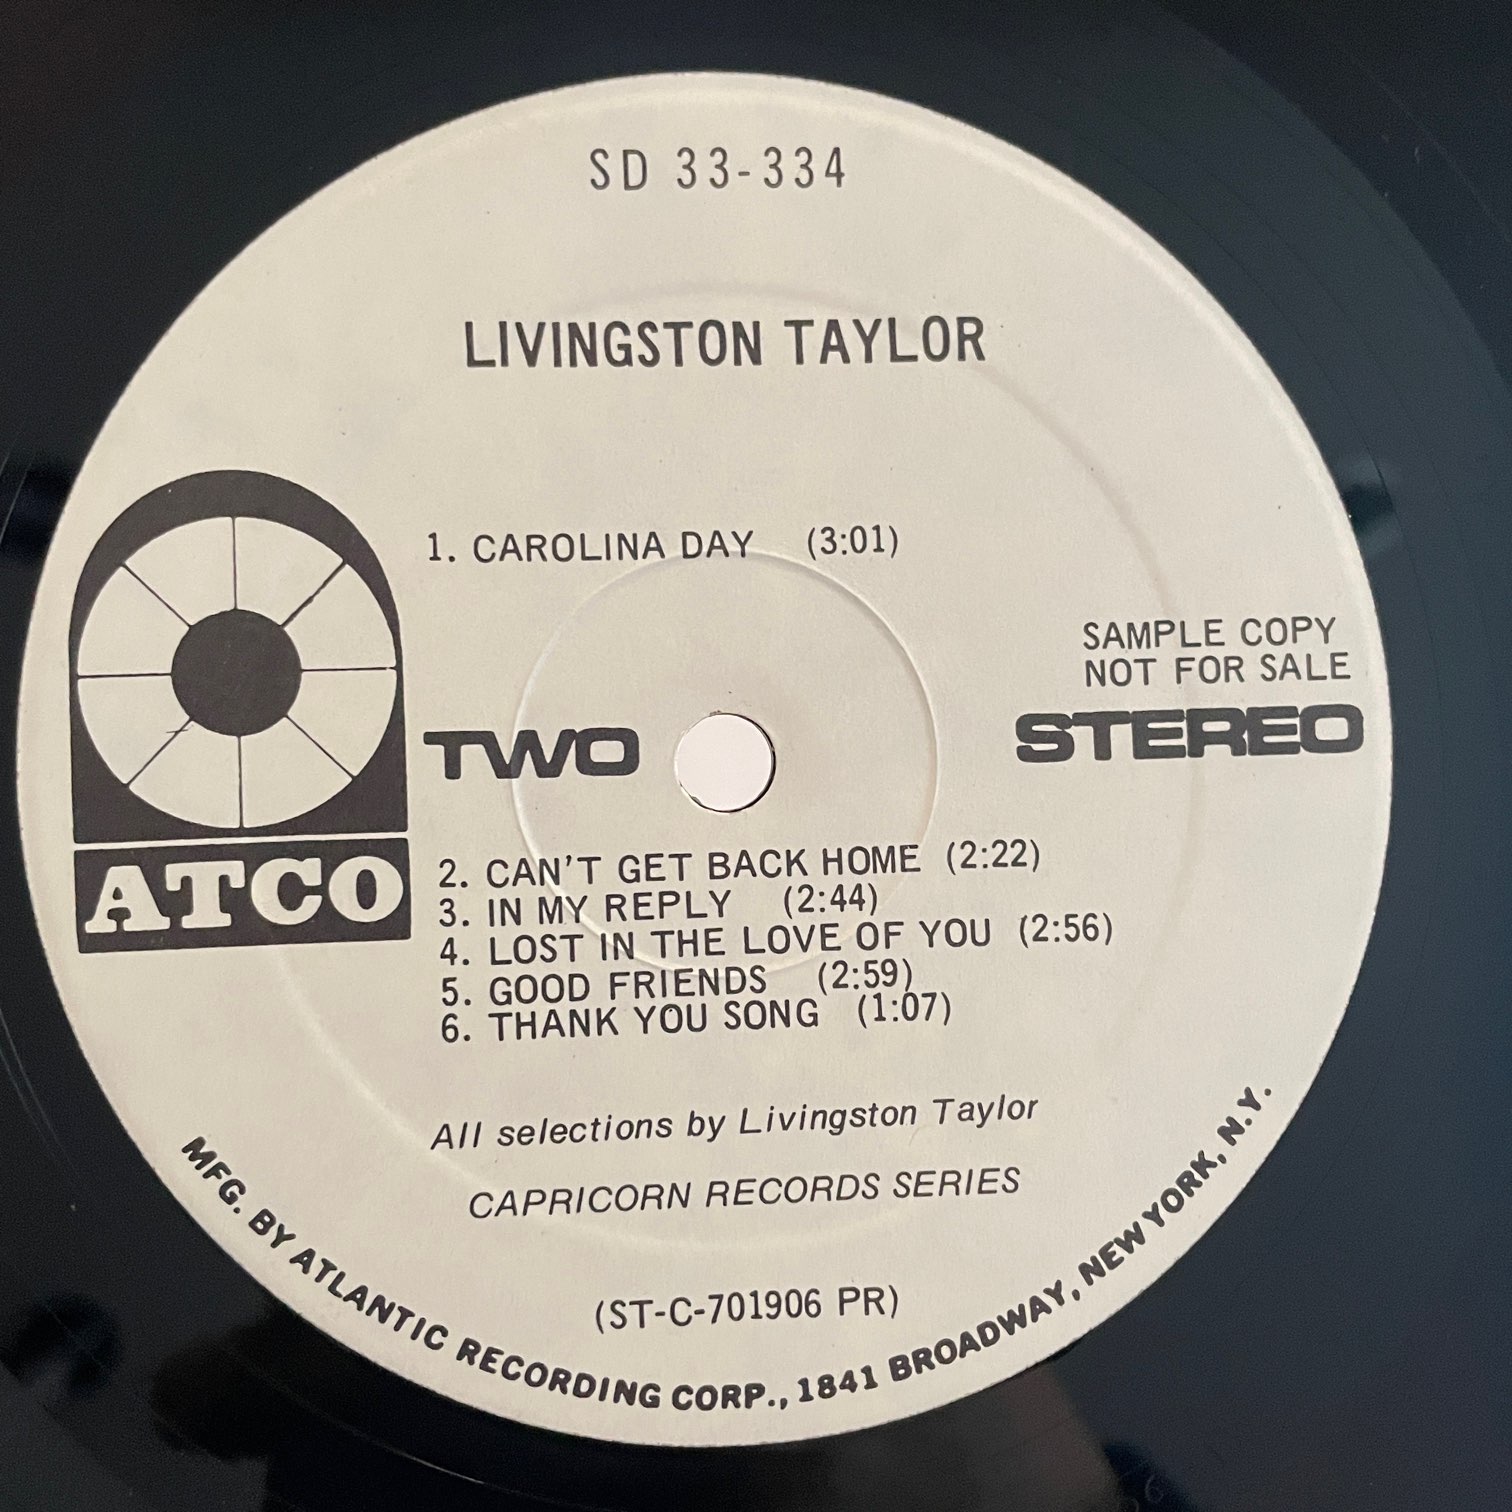 SD 33-334
LIVINGSTON TAYLOR
1. CAROLINA DAY (3:01)
SAMPLE COPY
NOT FOR SALE
TWO
STEREO
ATCO
2. CAN'T GET BACK HOME (2:22)
3. IN MY REPLY (2:44)
4. LOST IN THE LOVE OF YOU (2:56)
5. GOOD FRIENDS (2:59)
6. THANK YOU SONG (1:07)
All selections by Livingston Taylor
CAPRICORN RECORDS SERIES
(ST-C-701906 PR)
MFG. BY ATLANTIC RECORDING CORP., 1841 BROADWAY, NEW YORK, N.Y.